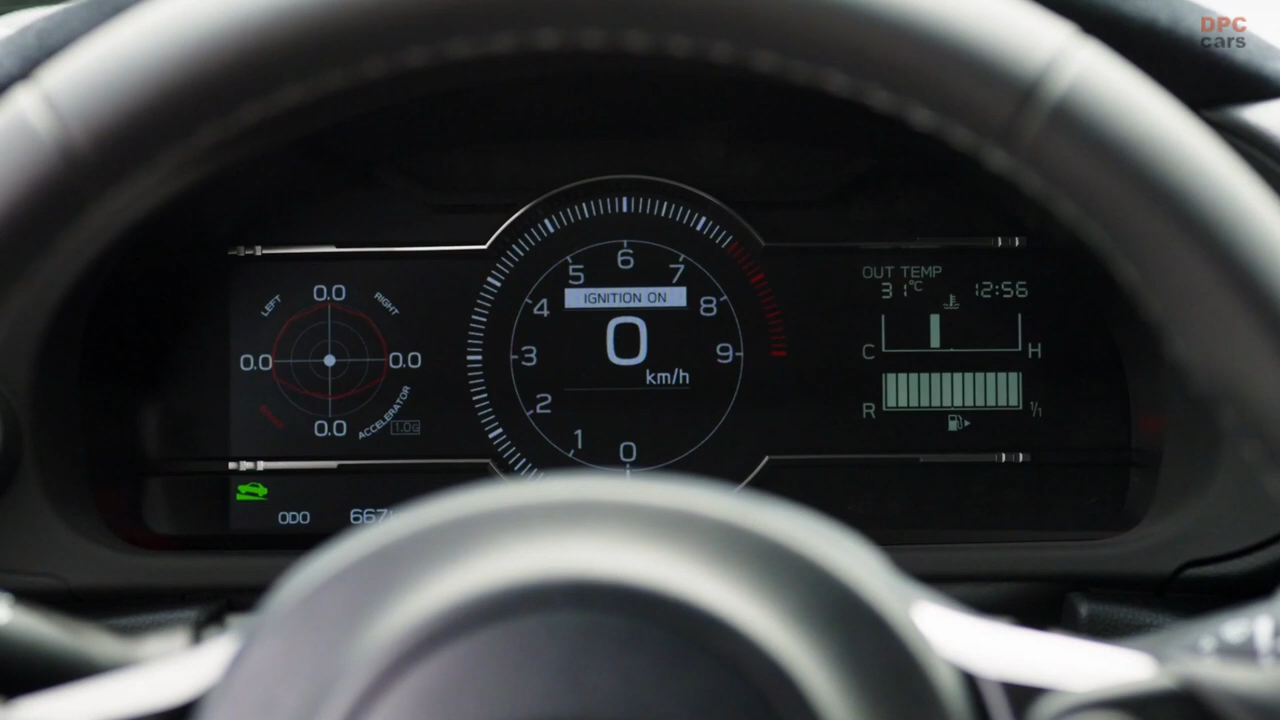 DPC
cars
LEFT
0.0
RIGHT
0.0
0.0
0.0
ACCELERATOR
1.0G
ODO
667
0
1
2
3
4
5
6
7
8
9
IGNITION ON
0
km/h
OUT TEMP
31°C
12:56
C
H
R
1/1